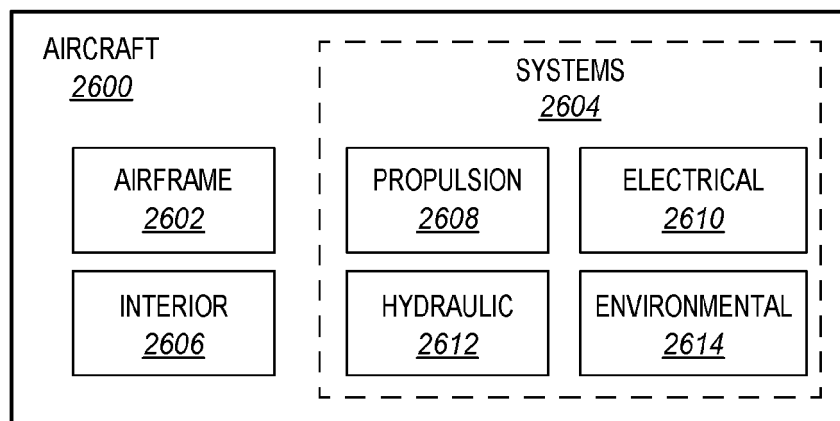 AIRCRAFT
2600
SYSTEMS
2604
AIRFRAME
2602
PROPULSION
2608
ELECTRICAL
2610
INTERIOR
2606
HYDRAULIC
2612
ENVIRONMENTAL
2614